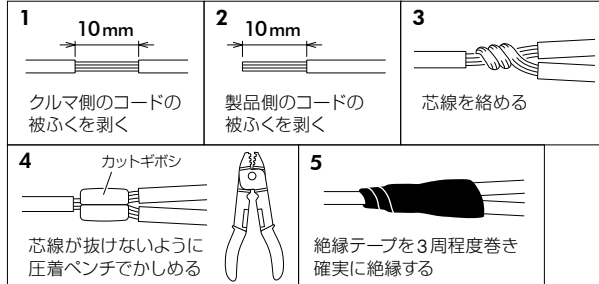 1
10mm
クルマ側のコードの
被ふくを剥く
2
10mm
製品側のコードの
被ふくを剥く
3
芯線を絡める
4
カットギボシ
芯線が抜けないように
圧着ペンチでかしめる
5
絶縁テープを3周程度巻き
確実に絶縁する